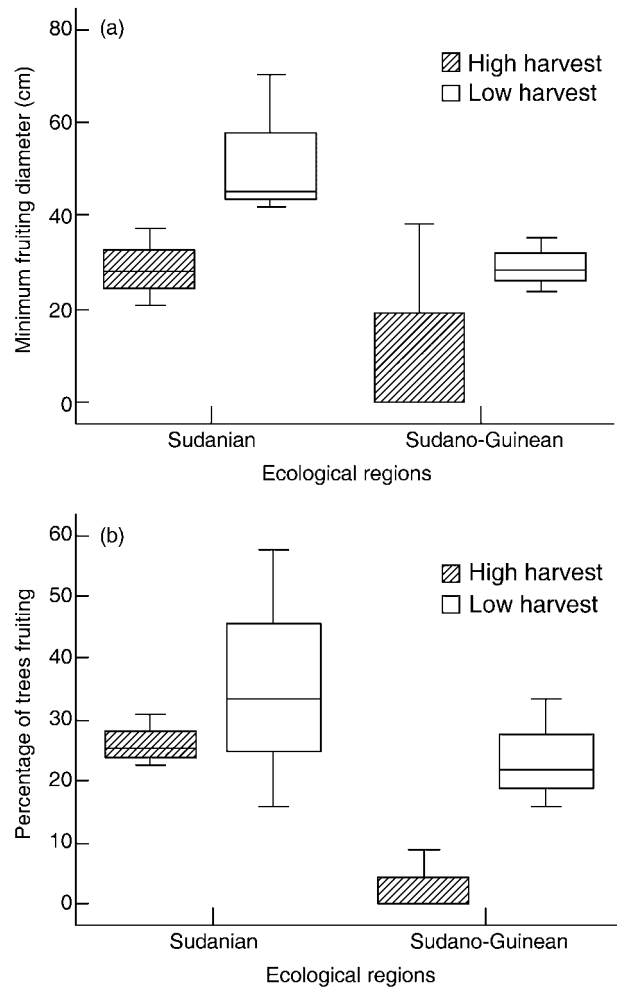 (a)
High harvest
Low harvest
Minimum fruiting diameter (cm)
80
60
40
20
0
Sudanian
Sudano-Guinean
Ecological regions
(b)
High harvest
Low harvest
Percentage of trees fruiting
60
50
40
30
20
10
0
Sudanian
Sudano-Guinean
Ecological regions